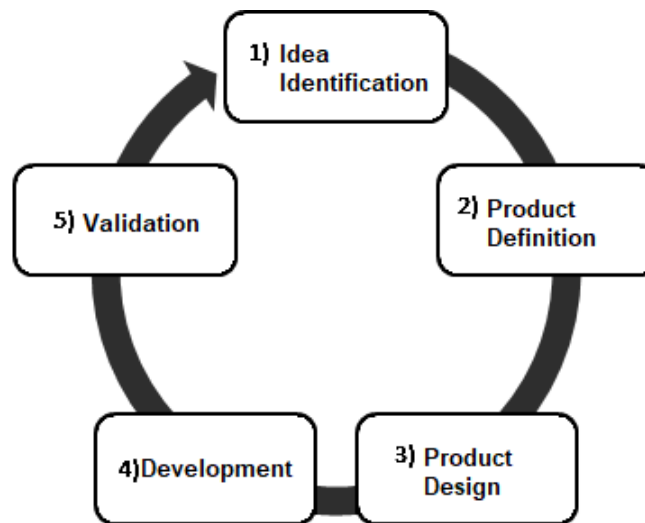 1) Idea
Identification
2) Product
Definition
3) Product
Design
4)Development
5) Validation